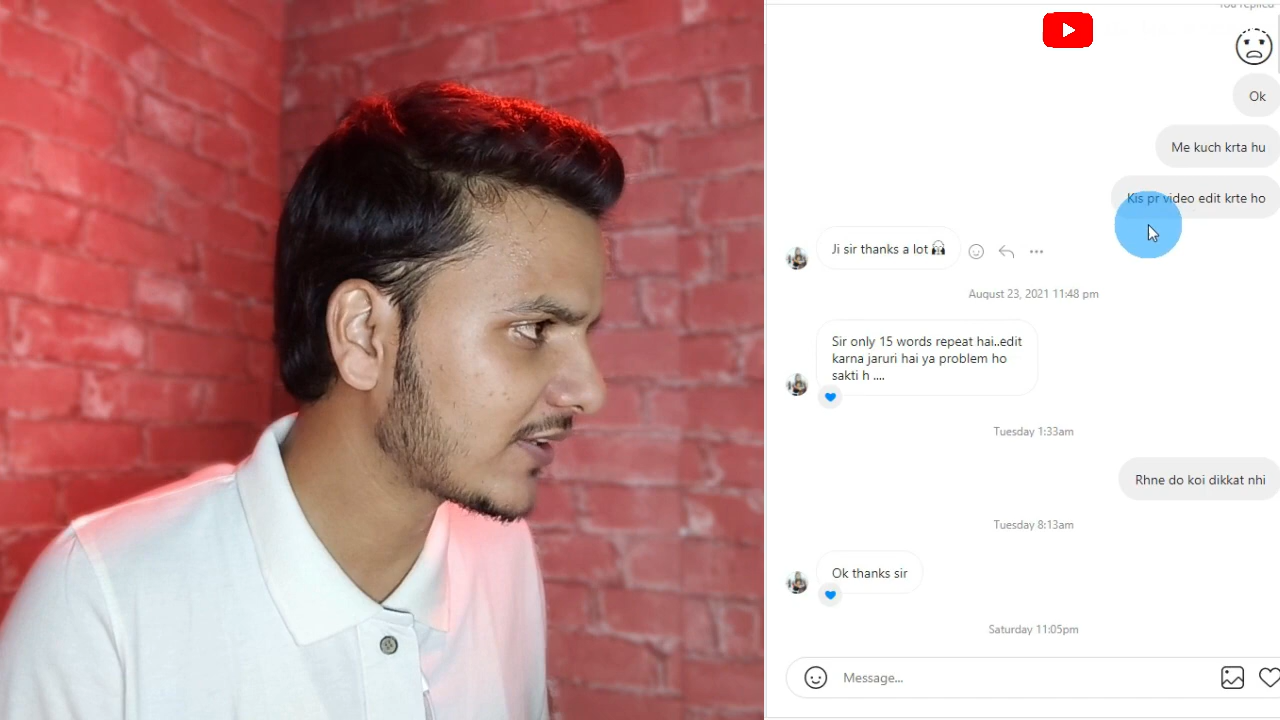 You replied
Ok
Me kuch krta hu
Kis pr video edit krte ho
Ji sir thanks a lot
August 23, 2021 11:48 pm
Sir only 15 words repeat hai..edit
karna jaruri hai ya problem ho
sakti h ....
Tuesday 1:33am
Rhne do koi dikkat nhi
Tuesday 8:13am
Ok thanks sir
Saturday 11:05pm
Message...